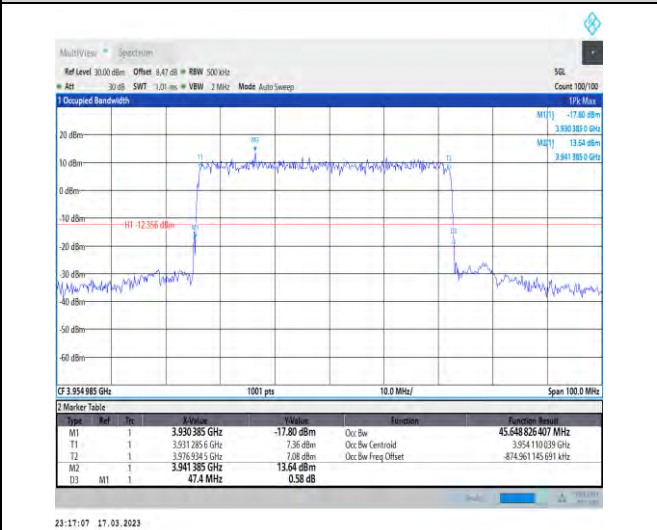 MultiView Spectrum
Ref Level 30.00 dBm Offset 8.47 dB RBW 500 kHz SGL
Att 30 dB SWT 1.01 ms VBW 2 MHz Mode Auto Sweep Count 100/100
1 Occupied Bandwidth 1Pk Max
M1[1] -17.80 dBm
3.930 385 0 GHz
M2[1] 13.64 dBm
3.941 385 0 GHz
20 dBm
M2
T1 T2
10 dBm
0 dBm
-10 dBm
H1 -12.356 dBm
M1 D3
-20 dBm
-30 dBm
-40 dBm
-50 dBm
-60 dBm
CF 3.954 985 GHz 1001 pts 10.0 MHz/ Span 100.0 MHz
2 Marker Table
Type Ref Trc X-Value Y-Value Function Function Result
M1 1 3.930 385 GHz -17.80 dBm Occ Bw 45.648 826 407 MHz
T1 1 3.931 285 6 GHz 7.36 dBm Occ Bw Centroid 3.954 110 039 GHz
T2 1 3.976 934 5 GHz 7.08 dBm Occ Bw Freq Offset -874.961 145 691 kHz
M2 1 3.941 385 GHz 13.64 dBm
D3 M1 1 47.4 MHz 0.58 dB
23:17:07 17.03.2023